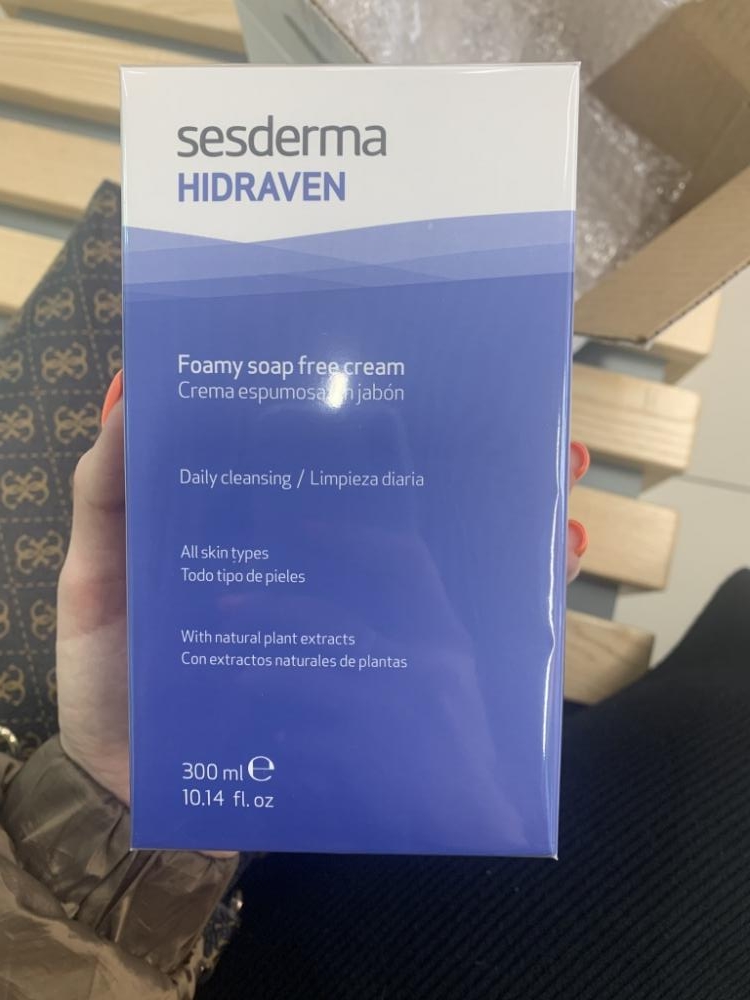 sesderma
HIDRAVEN
Foamy soap free cream
Crema espumosa jabón
Daily cleansing / Limpieza diaria
All skin types
Todo tipo de pieles
With natural plant extracts
Con extractos naturales de plantas
300 ml e
10.14 fl. oz